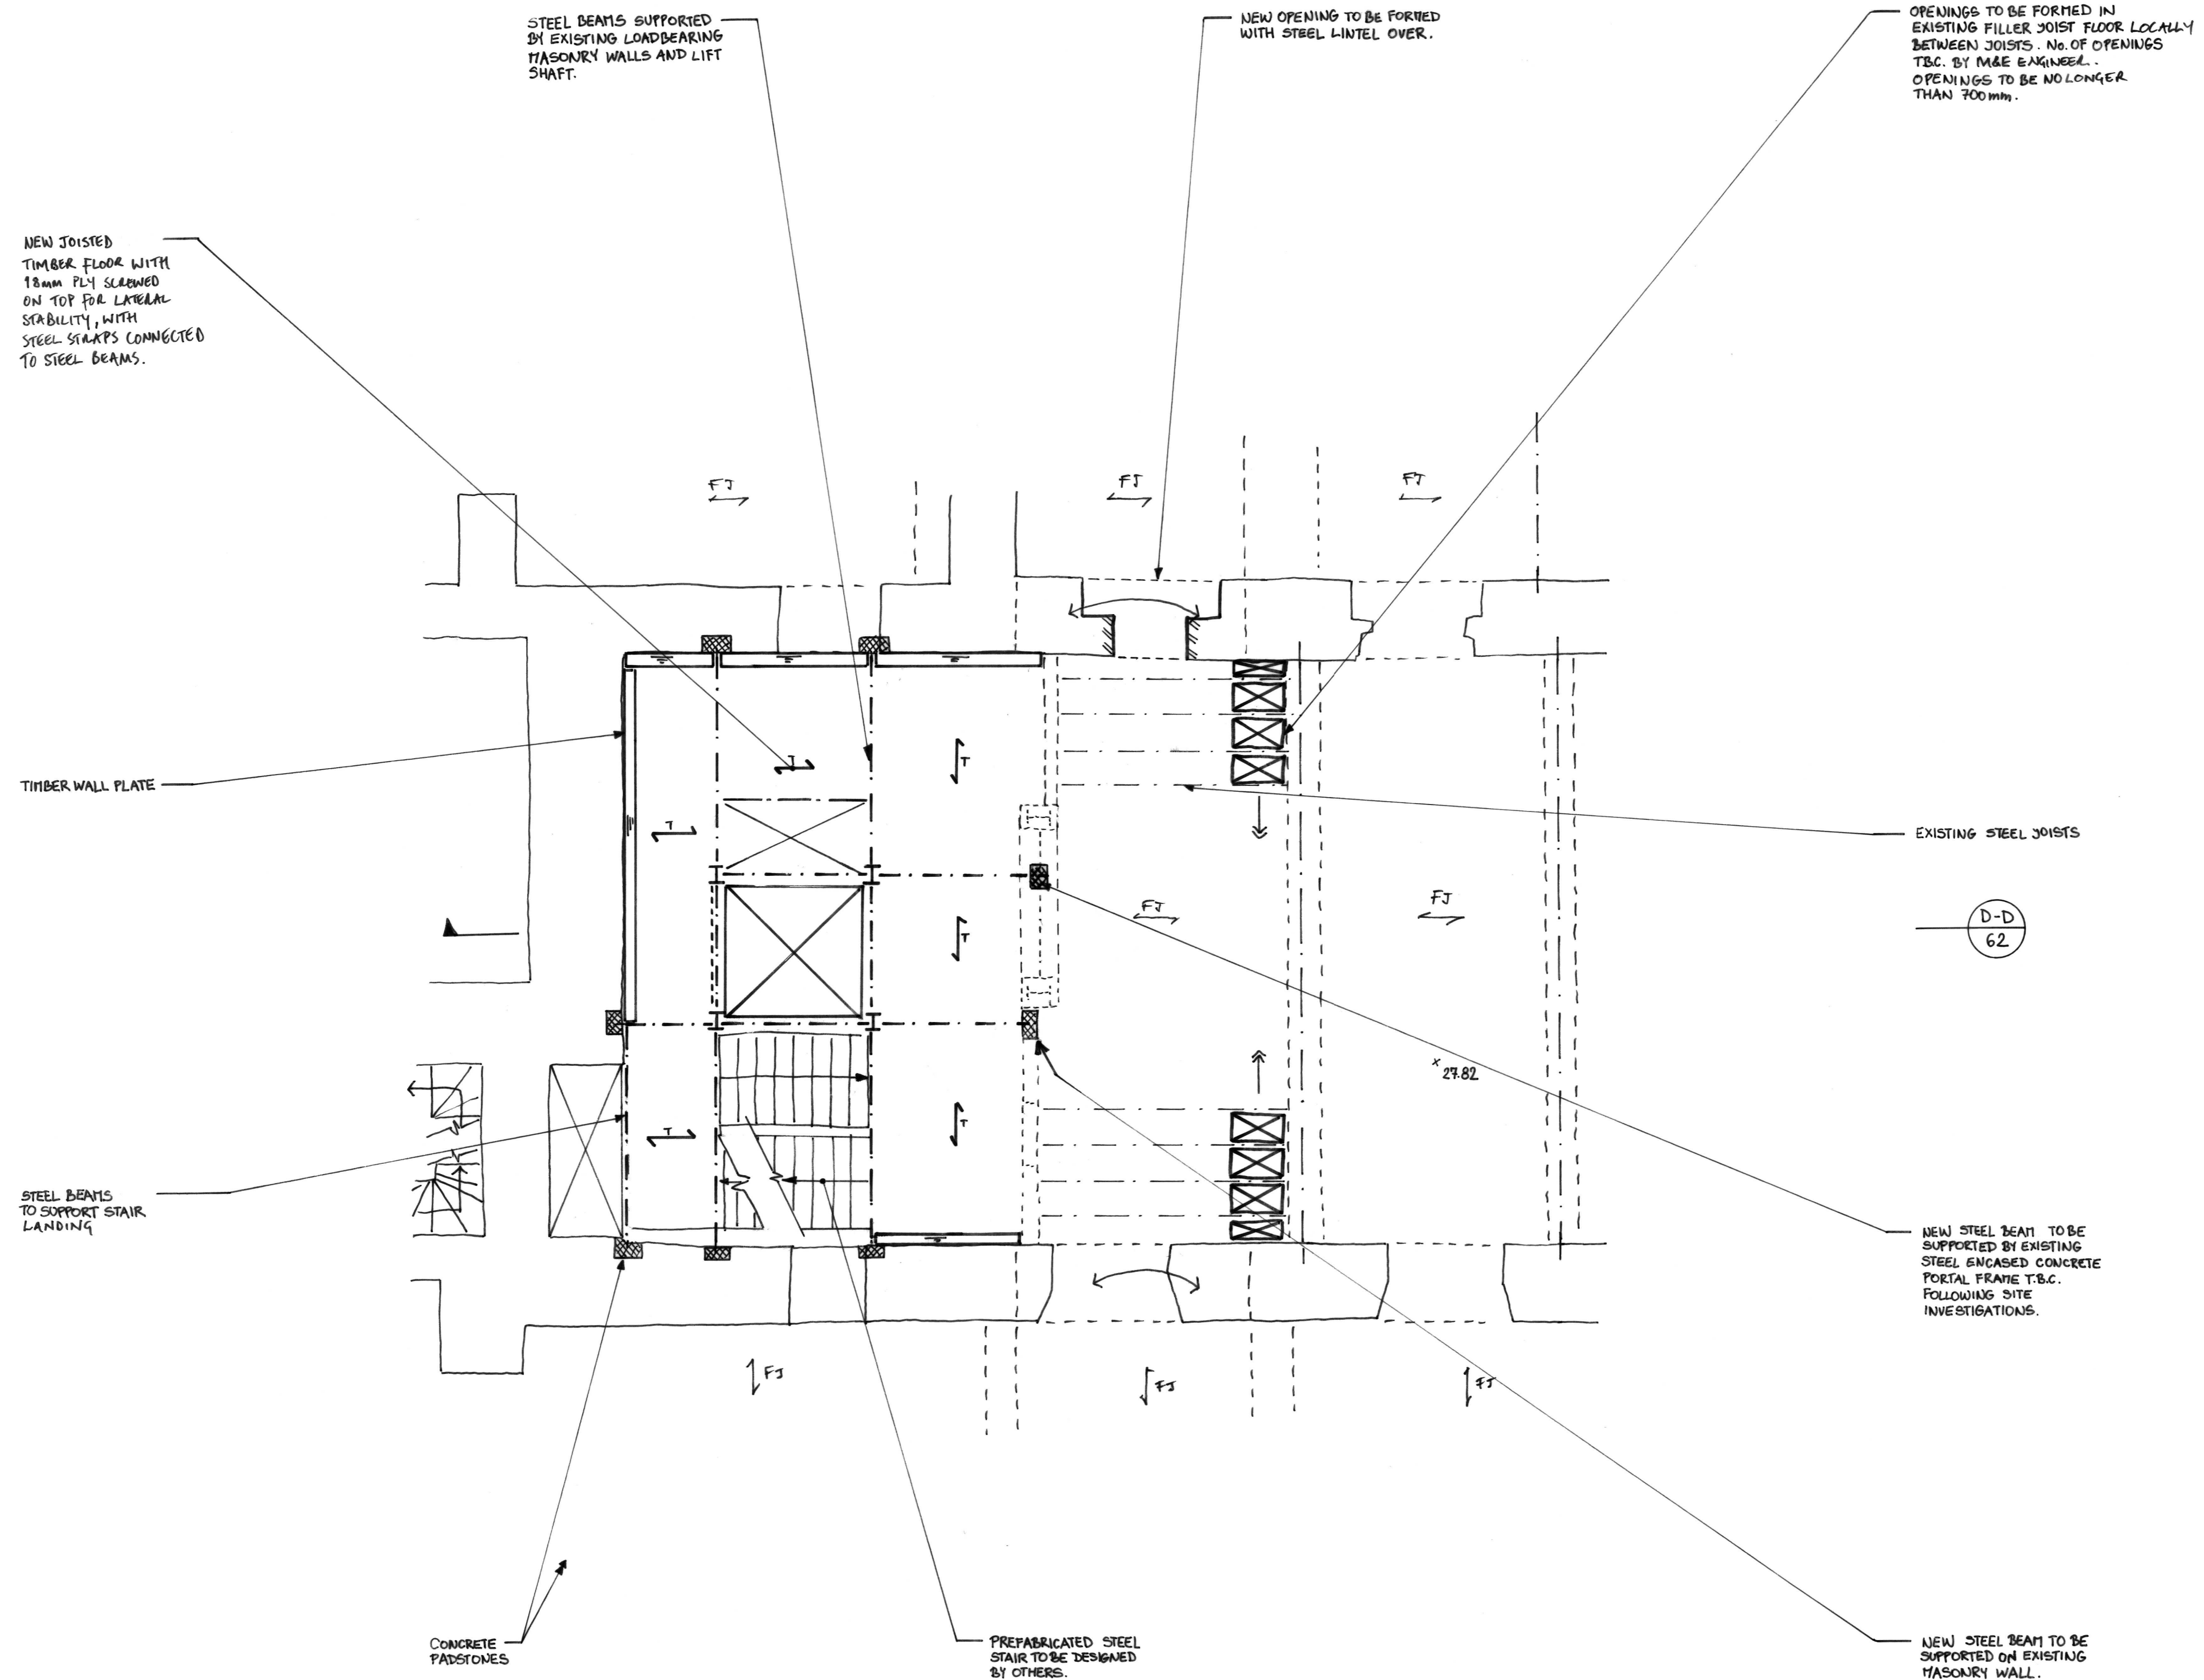 STEEL BEAMS SUPPORTED
BY EXISTING LOADBEARING
MASONRY WALLS AND LIFT
SHAFT.
NEW OPENING TO BE FORMED
WITH STEEL LINTEL OVER.
OPENINGS TO BE FORMED IN
EXISTING FILLER JOIST FLOOR LOCALLY
BETWEEN JOISTS. No. OF OPENINGS
TBC. BY M&E ENGINEER.
OPENINGS TO BE NO LONGER
THAN 700mm.
NEW JOISTED
TIMBER FLOOR WITH
18mm PLY SCREWED
ON TOP FOR LATERAL
STABILITY, WITH
STEEL STRAPS CONNECTED
TO STEEL BEAMS.
FJ
FJ
FJ
T
T
TIMBER WALL PLATE
T
EXISTING STEEL JOISTS
FJ
FJ
T
D-D
62
27.82
T
T
STEEL BEAMS
TO SUPPORT STAIR
LANDING
NEW STEEL BEAM TO BE
SUPPORTED BY EXISTING
STEEL ENCASED CONCRETE
PORTAL FRAME T.B.C.
FOLLOWING SITE
INVESTIGATIONS.
FJ
FJ
FJ
CONCRETE
PADSTONES
PREFABRICATED STEEL
STAIR TO BE DESIGNED
BY OTHERS.
NEW STEEL BEAM TO BE
SUPPORTED ON EXISTING
MASONRY WALL.